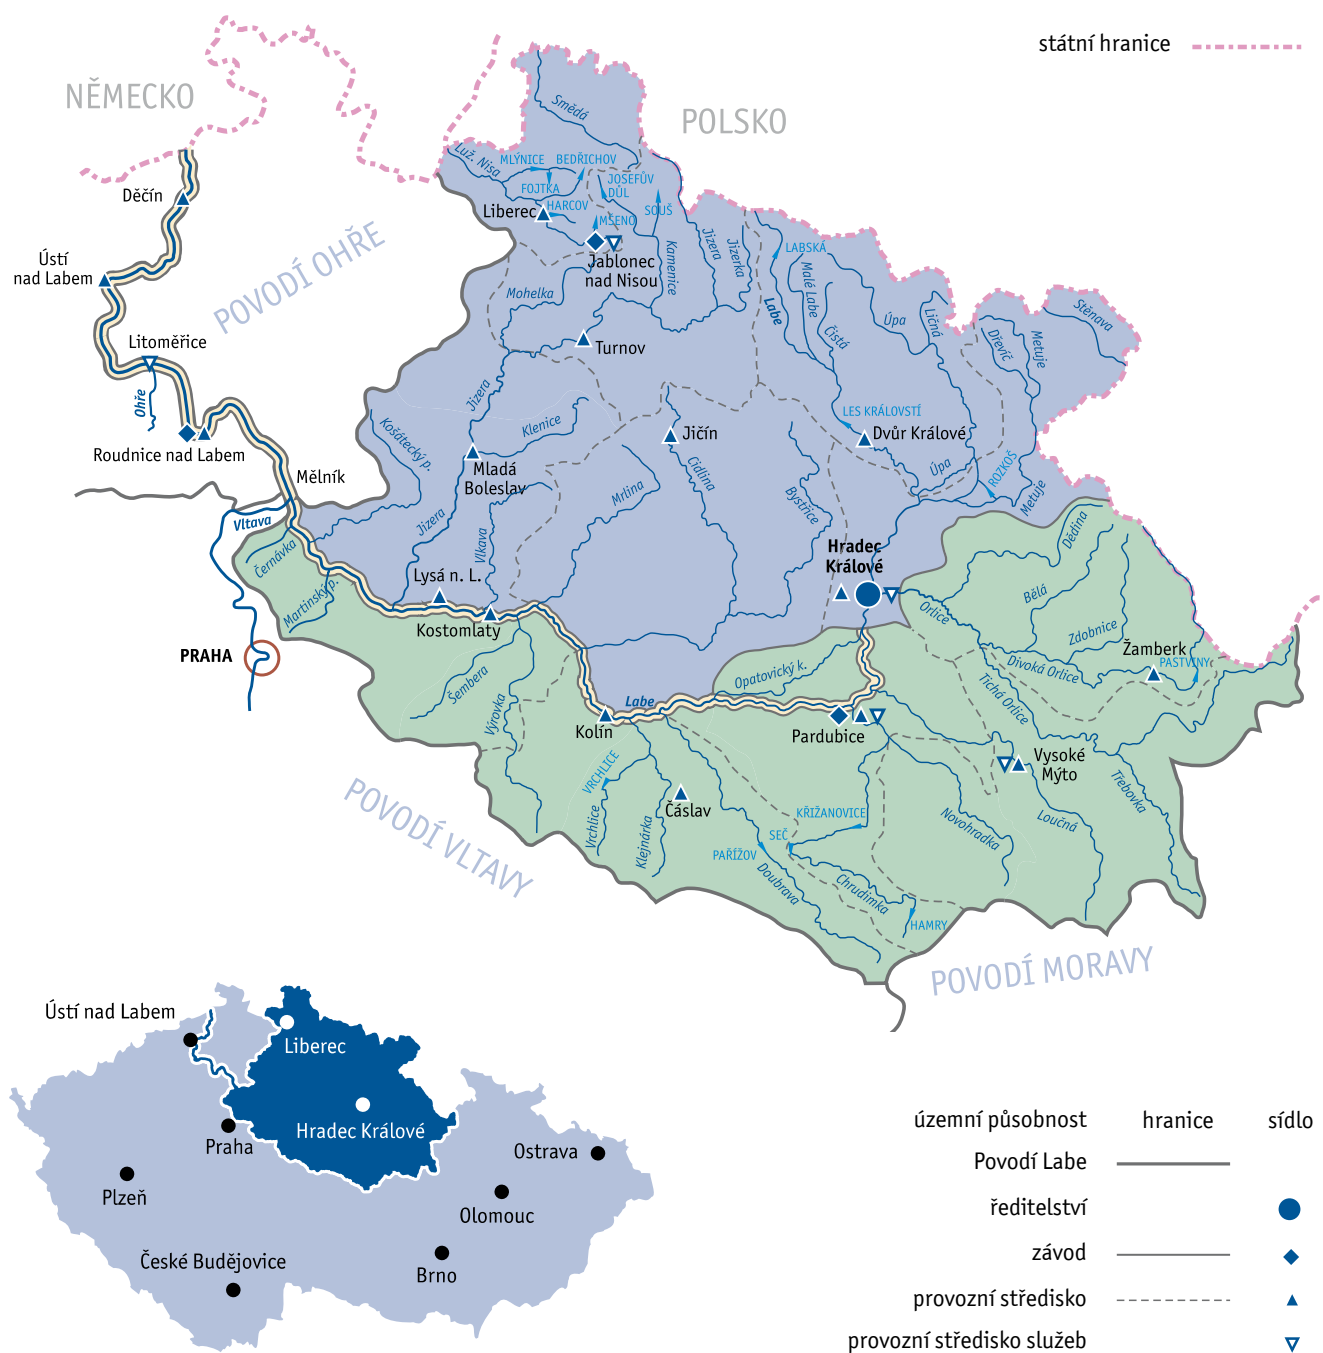 státní hranice
NĚMECKO
POLSKO
Smědá
Luž. Nisa
MLÝNICE
BEDŘICHOV
FOJTKA
JOSEFŮV
DŮL
HARCOV
SOUŠ
Liberec
MŠENO
Děčín
POVODÍ OHŘE
Ústí
nad Labem
Jablonec
nad Nisou
Kamenice
Jizera
Jizerka
LABSKÁ
Labe
Malé Labe
Čistá
Úpa
Ličná
Dřevíč
Metuje
Stěnava
Mohelka
Litoměřice
Ohře
Turnov
Jizera
Klenice
Košátecký p.
Jičín
LES KRÁLOVSTÍ
Dvůr Králové
Roudnice nad Labem
Mělník
Mladá
Boleslav
Mrlina
Cidlina
Bystřice
Úpa
ROZKOŠ
Metuje
Vltava
Černávka
Jizera
Vlkava
Hradec
Králové
Dědina
Martinský p.
Lysá n. L.
Kostomlaty
Orlice
Bělá
Zdobnice
Žamberk
PASTVINY
PRAHA
Šembera
Výrovka
Opatovický k.
Divoká Orlice
Tichá Orlice
Labe
Kolín
Pardubice
Vysoké
Mýto
Třebovka
POVODÍ VLTAVY
VRCHLICE
Vrchlice
Klejnárka
Čáslav
KŘIŽANOVICE
SEČ
PAŘÍŽOV
Doubrava
Chrudimka
HAMRY
Novohradka
Loučná
POVODÍ MORAVY
Ústí nad Labem
Liberec
Hradec Králové
Praha
Plzeň
Ostrava
Olomouc
České Budějovice
Brno
územní působnost
hranice
sídlo
Povodí Labe
ředitelství
závod
provozní středisko
provozní středisko služeb